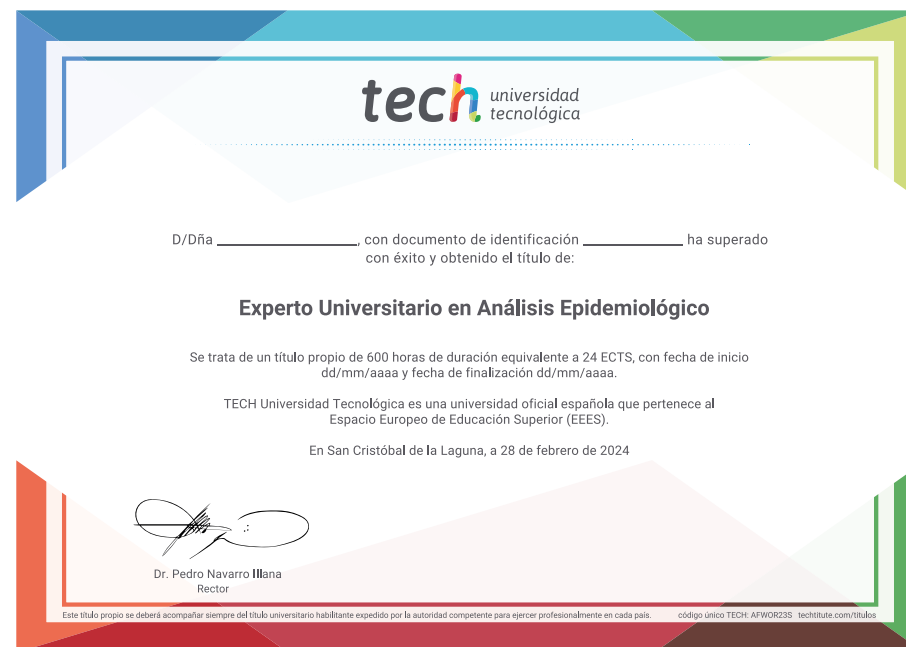 tech universidad
tecnológica
D/Dña ____________________, con documento de identificación ______________ ha superado
con éxito y obtenido el título de:
Experto Universitario en Análisis Epidemiológico
Se trata de un título propio de 600 horas de duración equivalente a 24 ECTS, con fecha de inicio
dd/mm/aaaa y fecha de finalización dd/mm/aaaa.
TECH Universidad Tecnológica es una universidad oficial española que pertenece al
Espacio Europeo de Educación Superior (EEES).
En San Cristóbal de la Laguna, a 28 de febrero de 2024
Dr. Pedro Navarro Illana
Rector
Este título propio se deberá acompañar siempre del título universitario habilitante expedido por la autoridad competente para ejercer profesionalmente en cada país. código único TECH: AFWOR23S techtitute.com/titulos